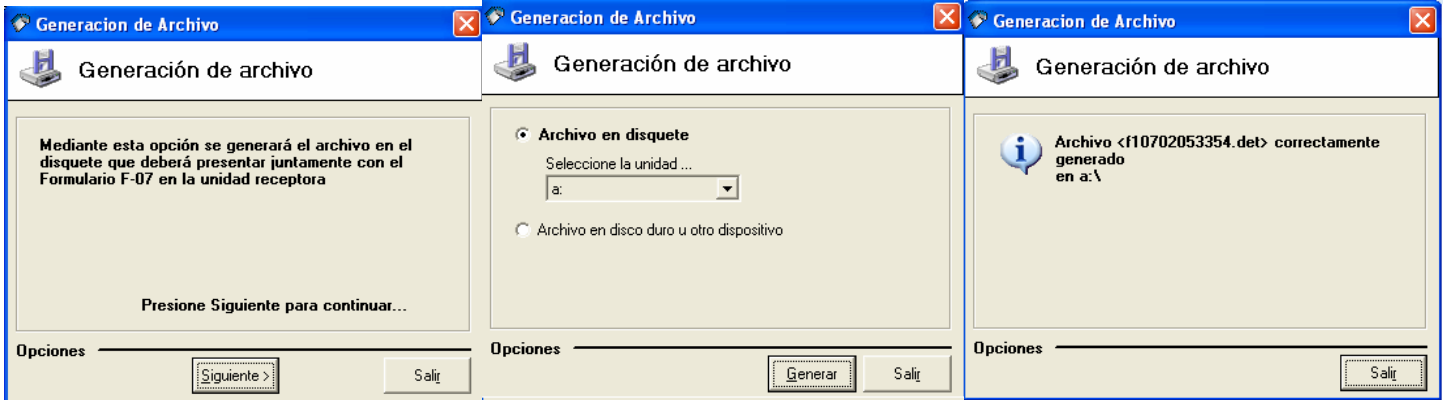 Generacion de Archivo
Generación de archivo
Mediante esta opción se generará el archivo en el
disquete que deberá presentar juntamente con el
Formulario F-07 en la unidad receptora
Presione Siguiente para continuar...
Opciones
Siguiente >
Salir
Generacion de Archivo
Generación de archivo
Archivo en disquete
Seleccione la unidad ...
a:
Archivo en disco duro u otro dispositivo
Opciones
Generar
Salir
Generacion de Archivo
Generación de archivo
Archivo <f10702053354.det> correctamente
generado
en a:\
Opciones
Salir